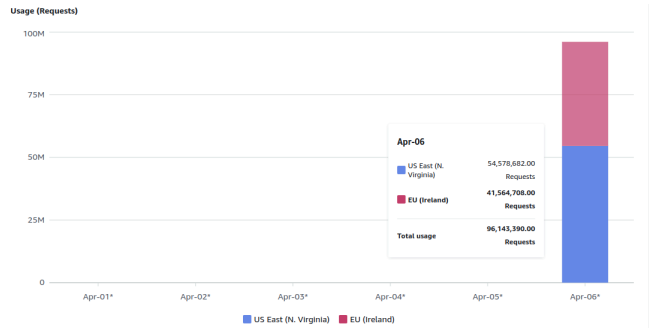 Usage (Requests)
100M
75M
50M
25M
0
Apr-06
US East (N. Virginia) 54,578,682.00 Requests
EU (Ireland) 41,564,708.00 Requests
Total usage 96,143,390.00 Requests
Apr-01* Apr-02* Apr-03* Apr-04* Apr-05* Apr-06*
US East (N. Virginia) EU (Ireland)